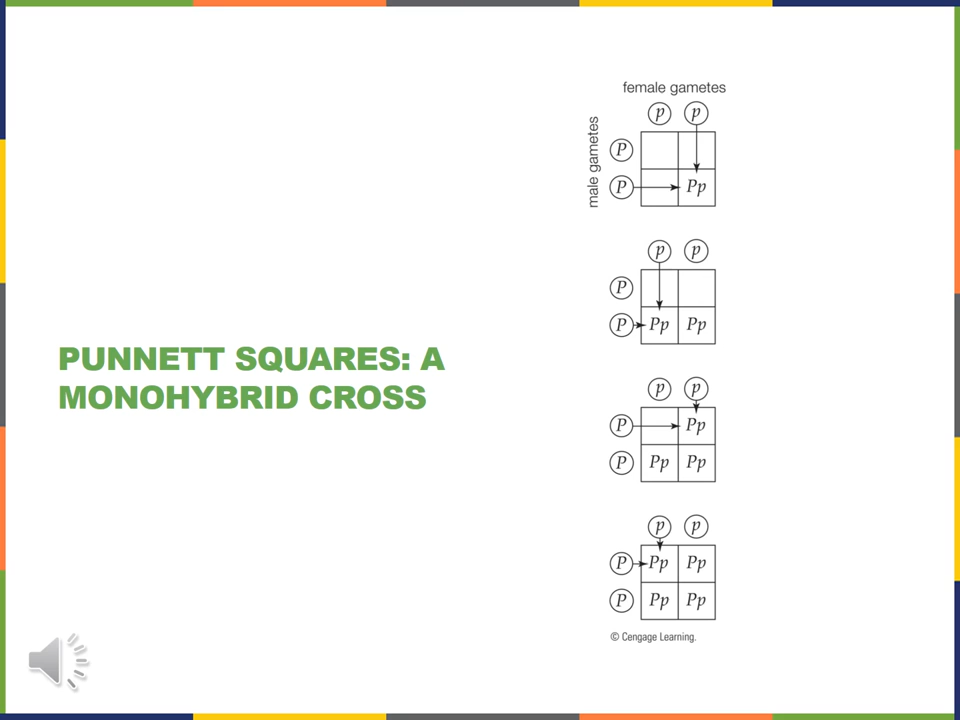 PUNNETT SQUARES: A
MONOHYBRID CROSS
female gametes
male gametes
p p
P
P Pp
p p
P
P Pp Pp
p p
P Pp
P Pp Pp
p p
P Pp Pp
P Pp Pp
© Cengage Learning.